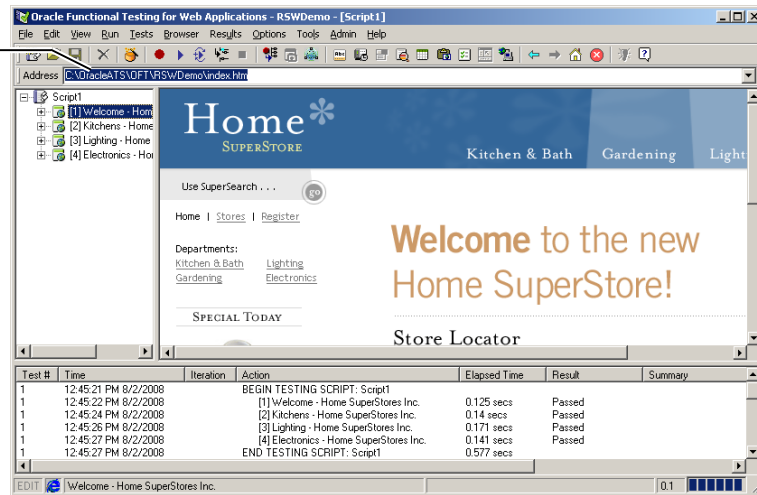 Oracle Functional Testing for Web Applications - RSWDemo - [Script1]
File Edit View Run Tests Browser Results Options Tools Admin Help
Address C:\OracleATS\OFT\RSWDemo\index.htm
Script1
[1] Welcome - Hom
[2] Kitchens - Home
[3] Lighting - Home
[4] Electronics - Ho
Home
SUPERSTORE
Kitchen & Bath Gardening Light
Use SuperSearch . . . go
Home | Stores | Register
Departments:
Kitchen & Bath Lighting
Gardening Electronics
SPECIAL TODAY
Welcome to the new
Home SuperStore!
Store Locator
Test # Time Iteration Action Elapsed Time Result Summary
1 12:45:21 PM 8/2/2008 BEGIN TESTING SCRIPT: Script1
1 12:45:22 PM 8/2/2008 [1] Welcome - Home SuperStores Inc. 0.125 secs Passed
1 12:45:24 PM 8/2/2008 [2] Kitchens - Home SuperStores Inc. 0.14 secs Passed
1 12:45:26 PM 8/2/2008 [3] Lighting - Home SuperStores Inc. 0.171 secs Passed
1 12:45:27 PM 8/2/2008 [4] Electronics - Home SuperStores Inc. 0.141 secs Passed
1 12:45:27 PM 8/2/2008 END TESTING SCRIPT: Script1 0.577 secs
EDIT Welcome - Home SuperStores Inc. 0.1